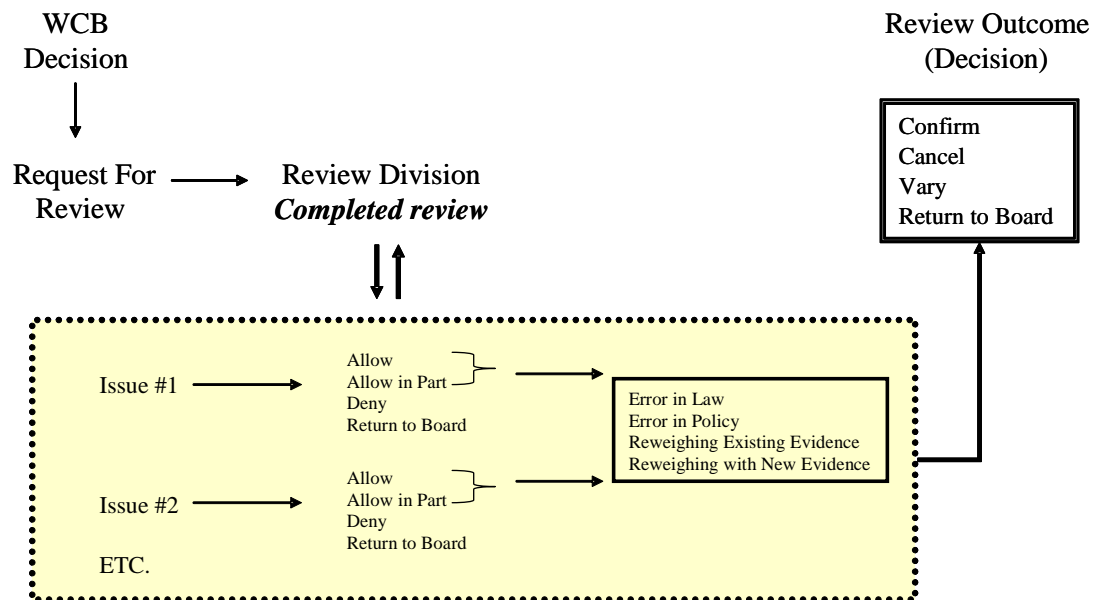 WCB
Decision
Request For
Review
Review Division
Completed review
Review Outcome
(Decision)
Confirm
Cancel
Vary
Return to Board
Issue #1
Allow
Allow in Part
Deny
Return to Board
Error in Law
Error in Policy
Reweighing Existing Evidence
Reweighing with New Evidence
Issue #2
Allow
Allow in Part
Deny
Return to Board
ETC.